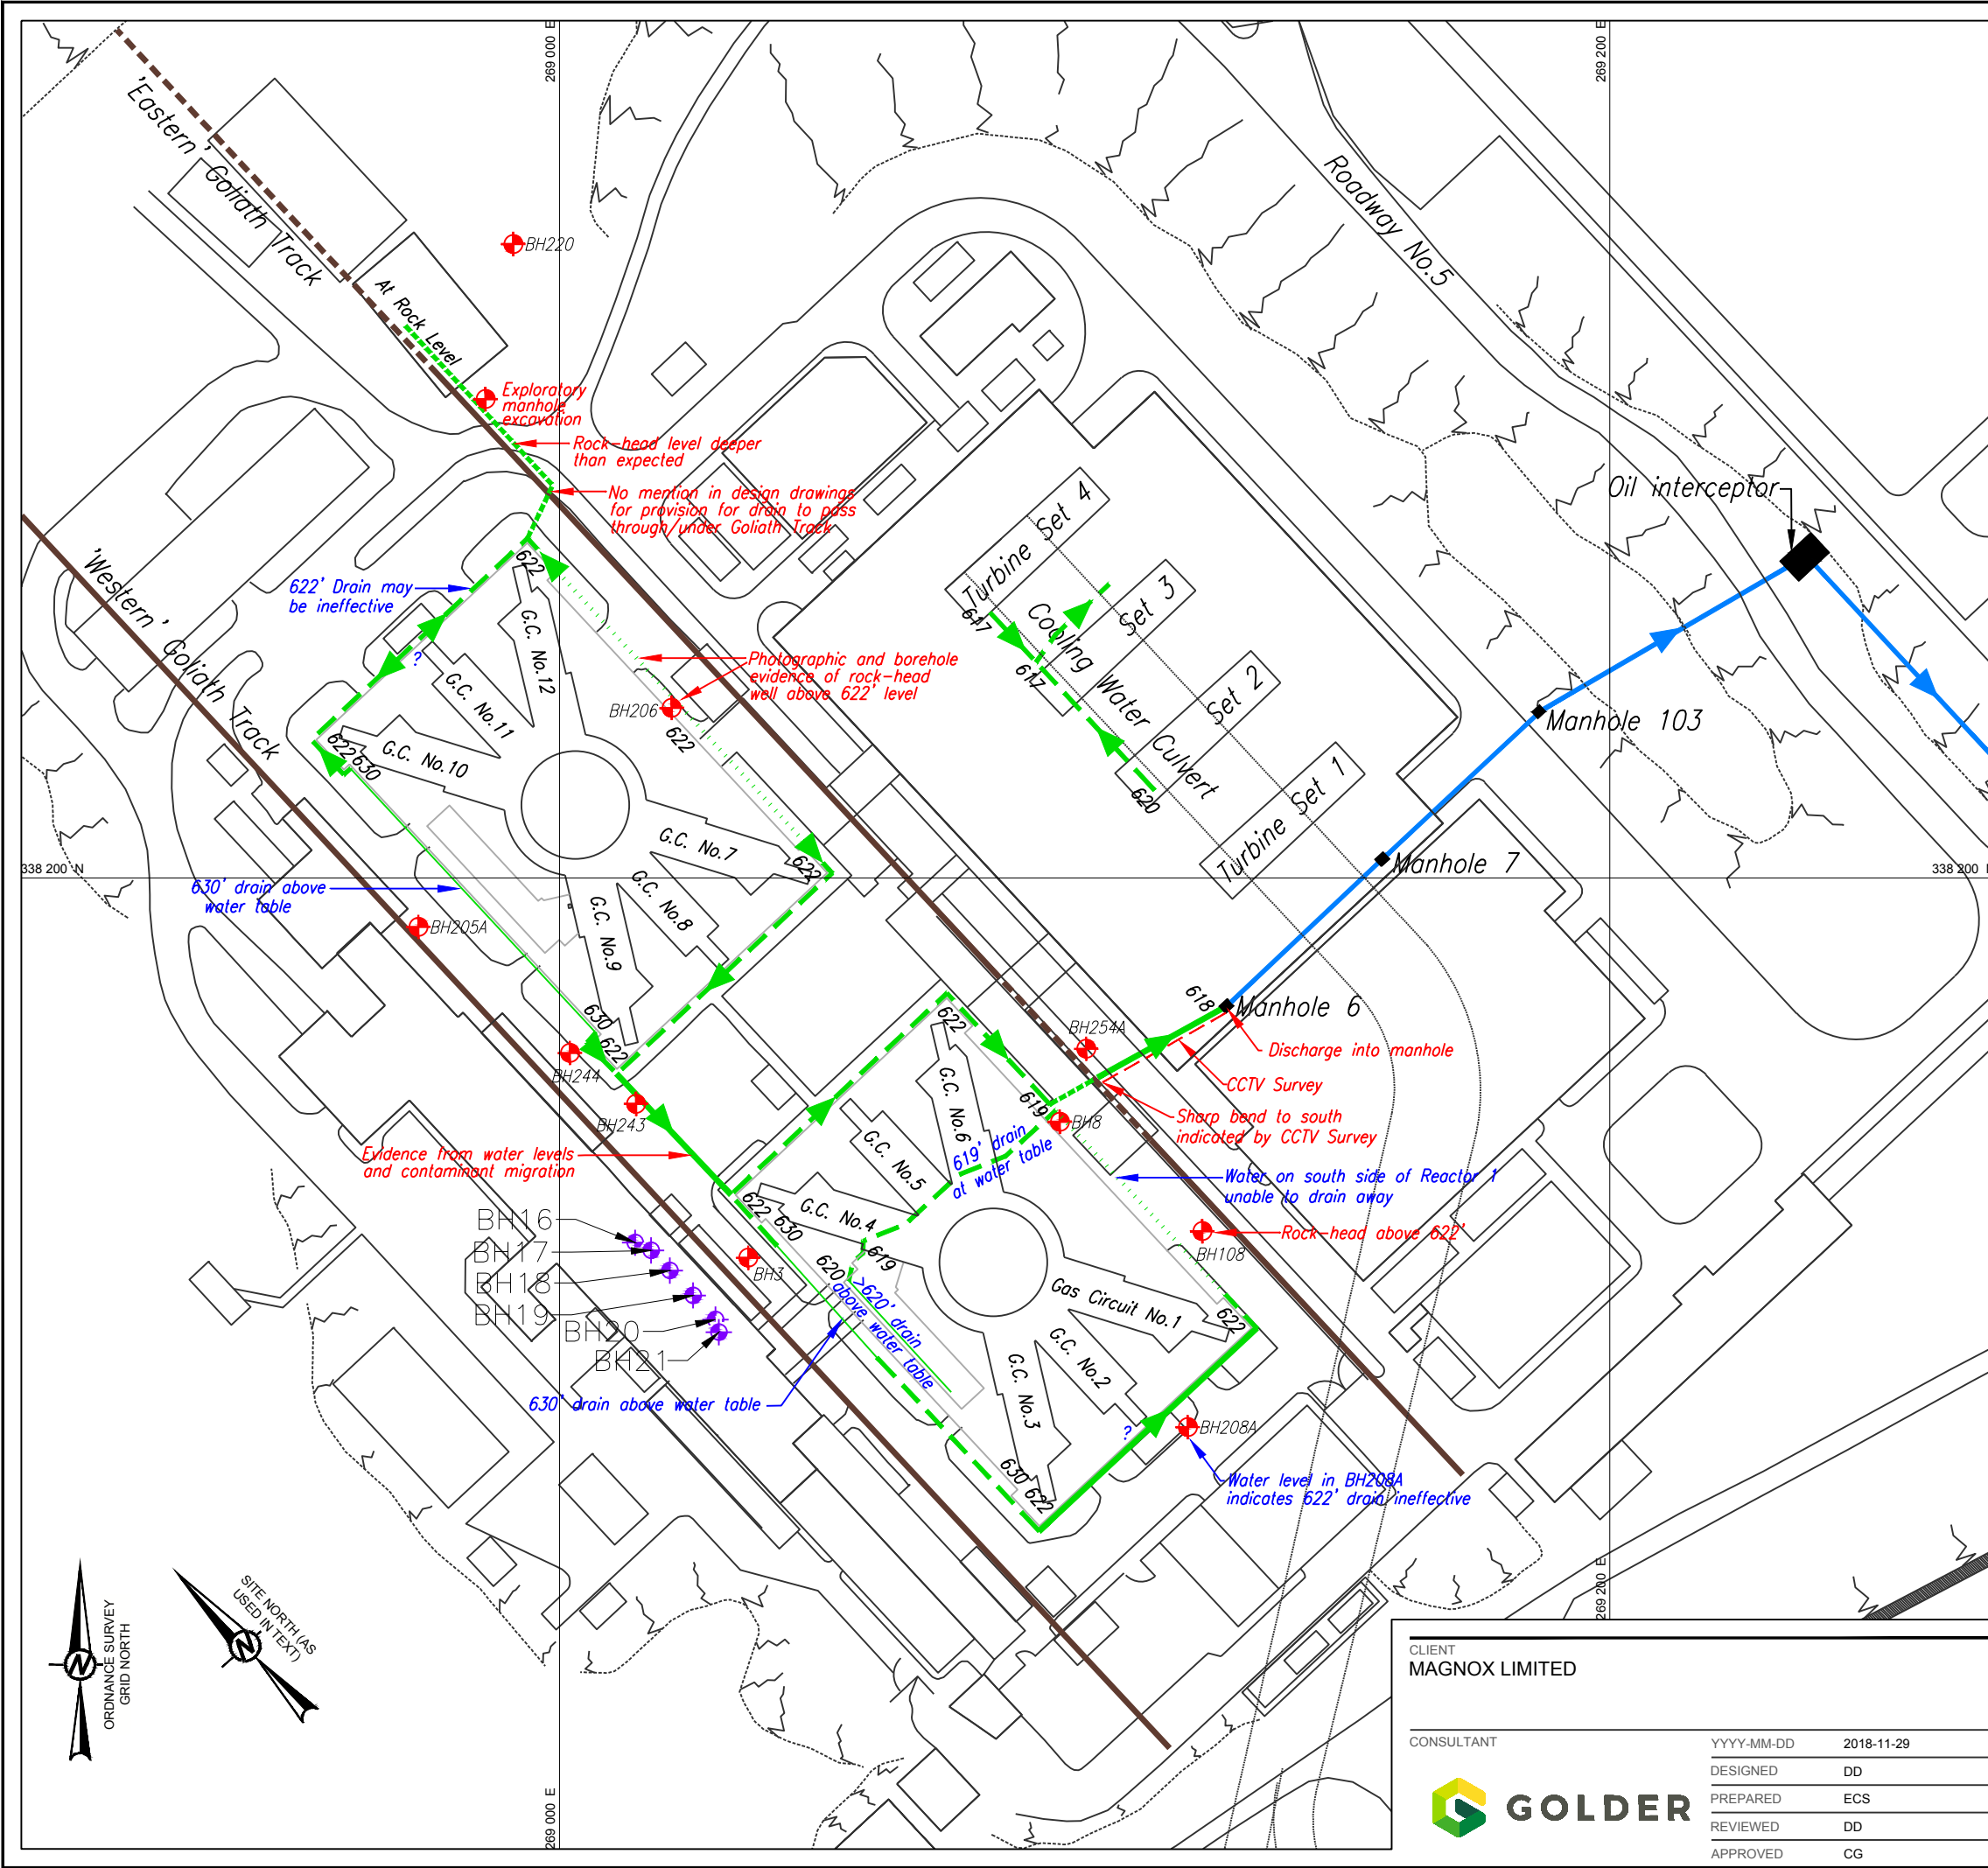 269 000 E
269 200 E
'Eastern' Goliath Track
Roadway No.5
BH220
At Rock Level
Exploratory
manhole
excavation
Rock-head level deeper
than expected
No mention in design drawings
for provision for drain to pass
through/under Goliath Track
Oil interceptor
Turbine Set 4
Set 3
Set 2
Turbine Set 1
Cooling Water Culvert
617
617
620
'Western' Goliath Track
622' Drain may
be ineffective
622
G.C. No.12
?
G.C. No.11
Photographic and borehole
evidence of rock-head
well above 622' level
BH206
622
Manhole 103
622
630
G.C. No.10
G.C. No.7
622
Manhole 7
338 200 N
338 200
630' drain above
water table
G.C. No.8
G.C. No.9
BH205A
630
622
618
Manhole 6
BH254A
Discharge into manhole
622
BH244
CCTV Survey
G.C. No.6
619
BH243
BH8
Sharp bend to south
indicated by CCTV Survey
Evidence from water levels
and contaminant migration
G.C. No.5
619' drain
at water table
Water on south side of Reactor 1
unable to drain away
622
630
G.C. No.4
BH16
BH17
BH18
BH19
BH20
BH21
BH3
620
619
>620' drain
above water table
Rock-head above 622'
BH108
Gas Circuit No.1
622
G.C. No.2
G.C. No.3
630' drain above water table
?
BH208A
630
622
Water level in BH208A
indicates 622' drain ineffective
ORDNANCE SURVEY
GRID NORTH
N
SITE NORTH (AS
USED IN TEXT)
N
269 000 E
269 200 E
CLIENT
MAGNOX LIMITED
CONSULTANT
GOLDER
YYYY-MM-DD 2018-11-29
DESIGNED DD
PREPARED ECS
REVIEWED DD
APPROVED CG